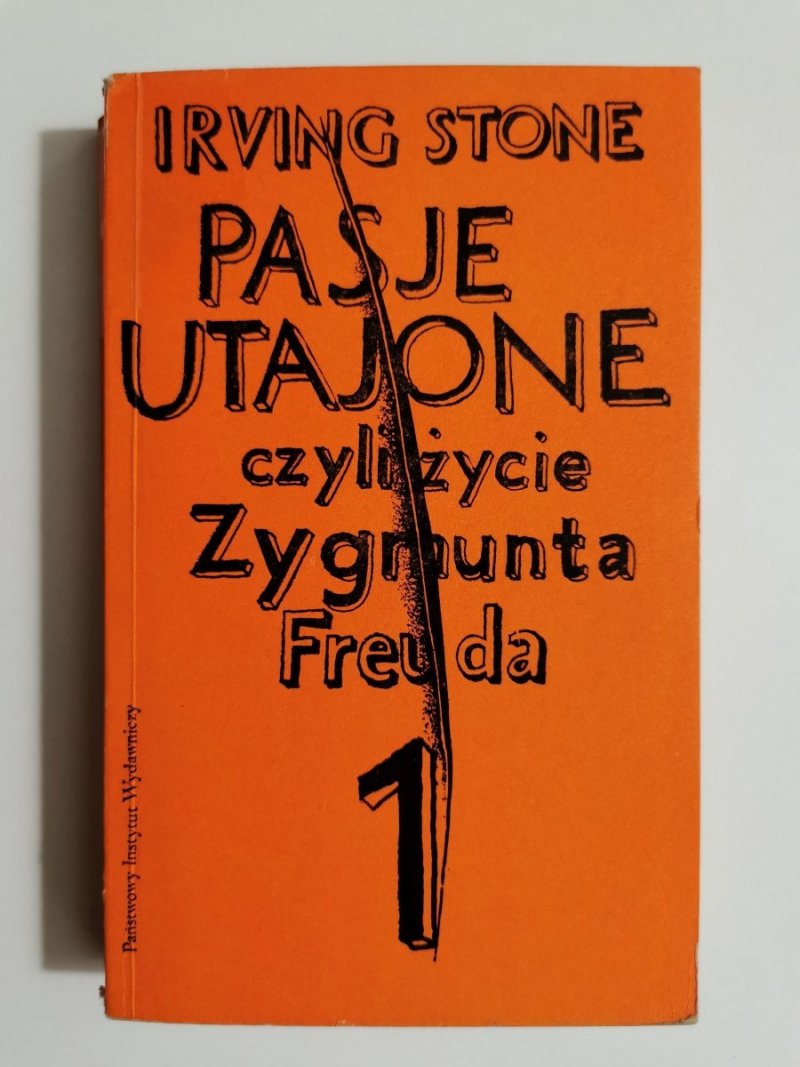 IRVING STONE
PASJE
UTAJONE
czyli życie
Zygmunta
Freuda
1
Państwowy Instytut Wydawniczy